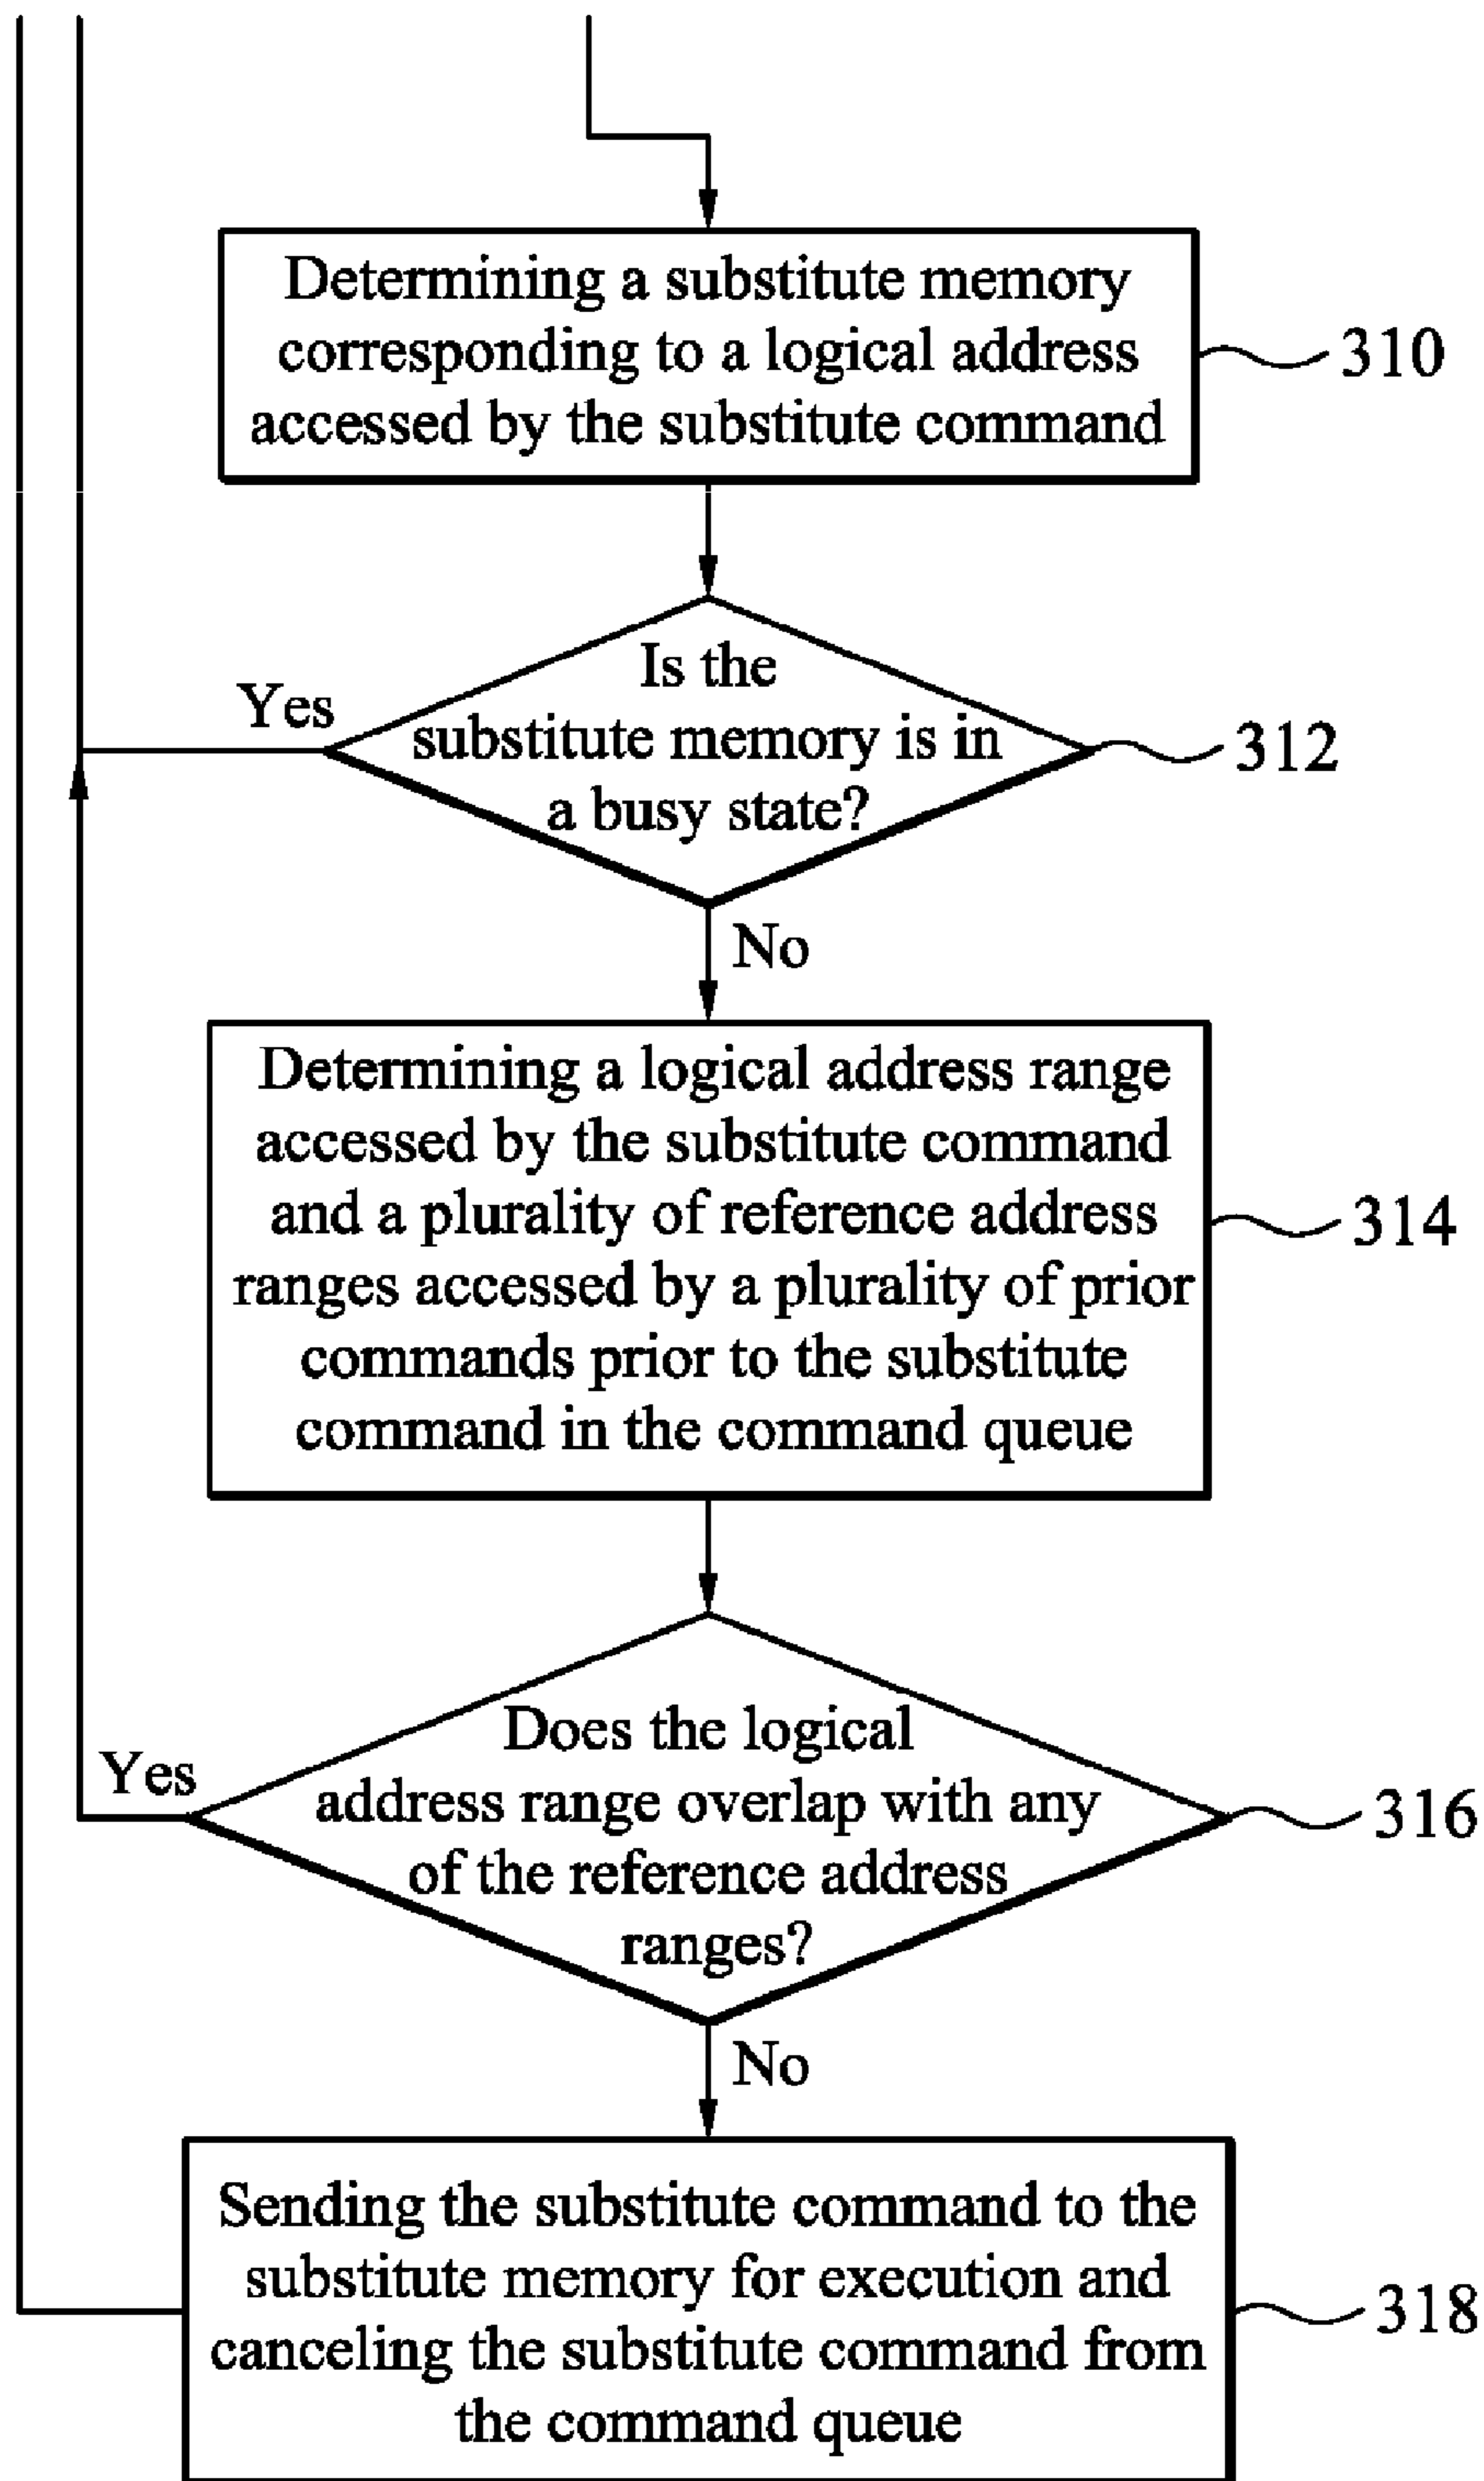 Determining a substitute memory
corresponding to a logical address
accessed by the substitute command
310
Is the
substitute memory is in
a busy state?
Yes
312
No
Determining a logical address range
accessed by the substitute command
and a plurality of reference address
ranges accessed by a plurality of prior
commands prior to the substitute
command in the command queue
314
Does the logical
address range overlap with any
of the reference address
ranges?
Yes
316
No
Sending the substitute command to the
substitute memory for execution and
canceling the substitute command from
the command queue
318